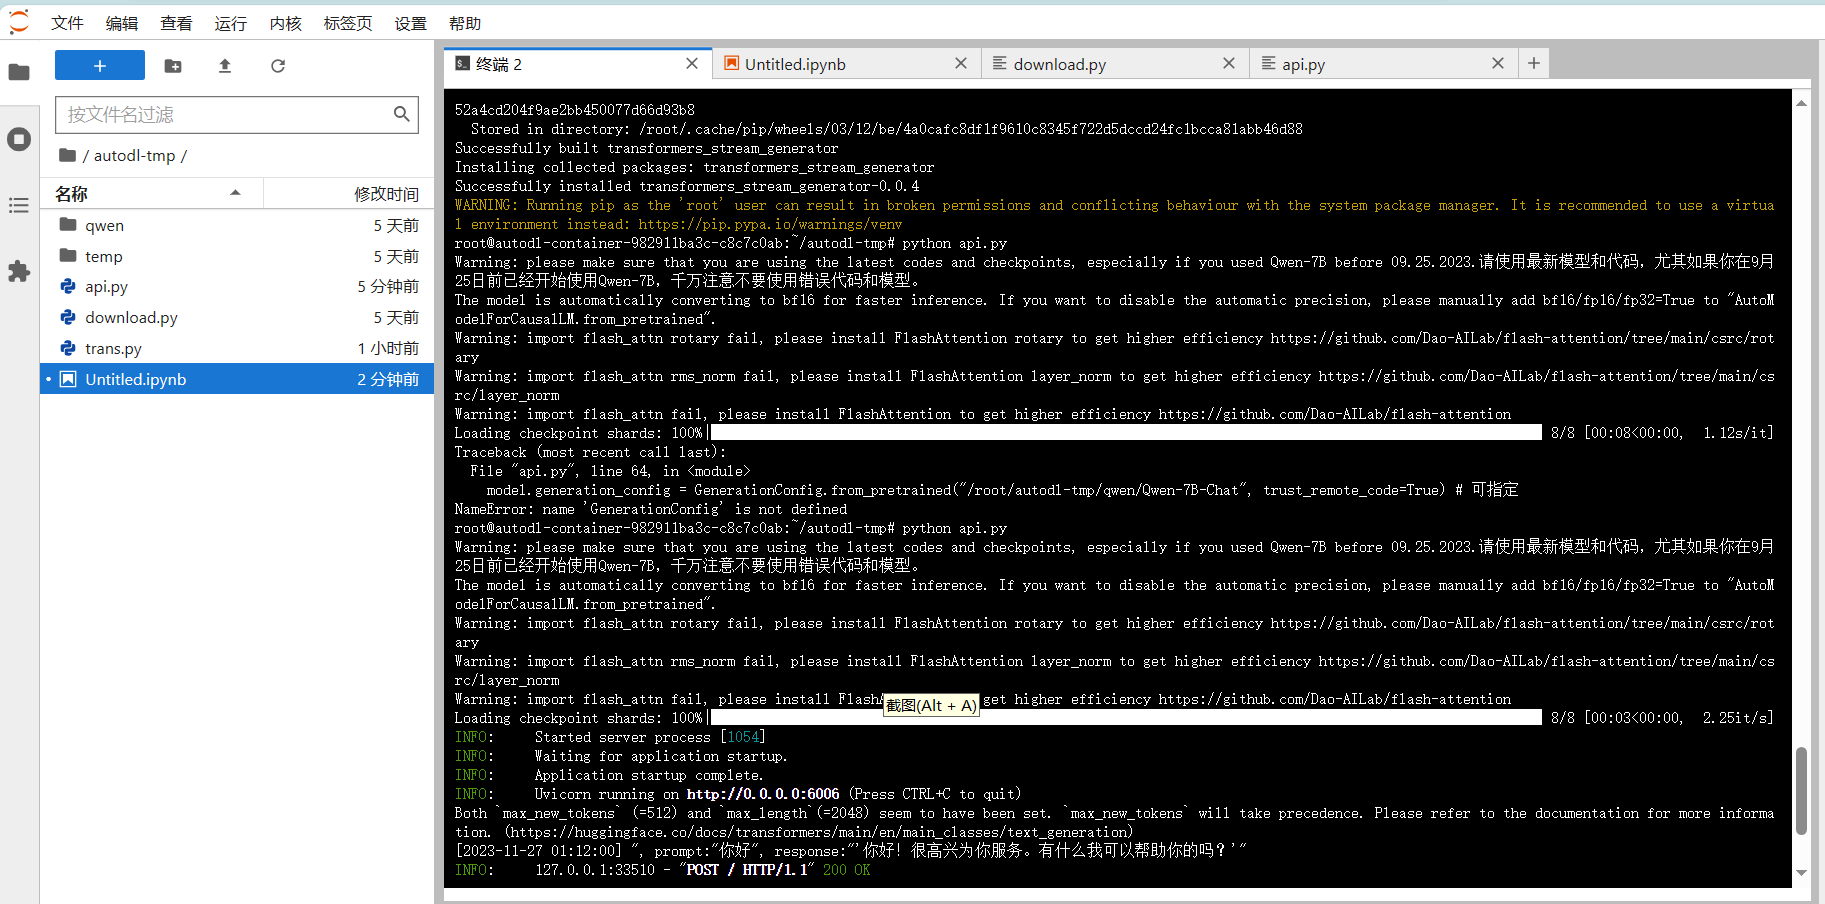 文件 编辑 查看 运行 内核 标签页 设置 帮助
+
按文件名过滤
/ autodl-tmp /
名称 修改时间
qwen 5 天前
temp 5 天前
api.py 5 分钟前
download.py 5 天前
trans.py 1 小时前
Untitled.ipynb 2 分钟前
终端 2 Untitled.ipynb download.py api.py
52a4cd204f9ae2bb450077d66d93b8
Stored in directory: /root/.cache/pip/wheels/03/12/be/4a0cafc8df1f9610c8345f722d5dccd24fc1bcca81abb46d88
Successfully built transformers_stream_generator
Installing collected packages: transformers_stream_generator
Successfully installed transformers_stream_generator-0.0.4
WARNING: Running pip as the 'root' user can result in broken permissions and conflicting behaviour with the system package manager. It is recommended to use a virtua
l environment instead: https://pip.pypa.io/warnings/venv
root@autodl-container-982911ba3c-c8c7c0ab:~/autodl-tmp# python api.py
Warning: please make sure that you are using the latest codes and checkpoints, especially if you used Qwen-7B before 09.25.2023.请使用最新模型和代码，尤其如果你在9月
25日前已经开始使用Qwen-7B，千万注意不要使用错误代码和模型。
The model is automatically converting to bf16 for faster inference. If you want to disable the automatic precision, please manually add bf16/fp16/fp32=True to "AutoM
odelForCausalLM.from_pretrained".
Warning: import flash_attn rotary fail, please install FlashAttention rotary to get higher efficiency https://github.com/Dao-AILab/flash-attention/tree/main/csrc/rot
ary
Warning: import flash_attn rms_norm fail, please install FlashAttention layer_norm to get higher efficiency https://github.com/Dao-AILab/flash-attention/tree/main/cs
rc/layer_norm
Warning: import flash_attn fail, please install FlashAttention to get higher efficiency https://github.com/Dao-AILab/flash-attention
Loading checkpoint shards: 100%| 8/8 [00:08<00:00, 1.12s/it]
Traceback (most recent call last):
File "api.py", line 64, in <module>
model.generation_config = GenerationConfig.from_pretrained("/root/autodl-tmp/qwen/Qwen-7B-Chat", trust_remote_code=True) # 可指定
NameError: name 'GenerationConfig' is not defined
root@autodl-container-982911ba3c-c8c7c0ab:~/autodl-tmp# python api.py
Warning: please make sure that you are using the latest codes and checkpoints, especially if you used Qwen-7B before 09.25.2023.请使用最新模型和代码，尤其如果你在9月
25日前已经开始使用Qwen-7B，千万注意不要使用错误代码和模型。
The model is automatically converting to bf16 for faster inference. If you want to disable the automatic precision, please manually add bf16/fp16/fp32=True to "AutoM
odelForCausalLM.from_pretrained".
Warning: import flash_attn rotary fail, please install FlashAttention rotary to get higher efficiency https://github.com/Dao-AILab/flash-attention/tree/main/csrc/rot
ary
Warning: import flash_attn rms_norm fail, please install FlashAttention layer_norm to get higher efficiency https://github.com/Dao-AILab/flash-attention/tree/main/cs
rc/layer_norm
Warning: import flash_attn fail, please install Flash 截图(Alt + A) get higher efficiency https://github.com/Dao-AILab/flash-attention
Loading checkpoint shards: 100%| 8/8 [00:03<00:00, 2.25it/s]
INFO: Started server process [1054]
INFO: Waiting for application startup.
INFO: Application startup complete.
INFO: Uvicorn running on http://0.0.0.0:6006 (Press CTRL+C to quit)
Both `max_new_tokens` (=512) and `max_length`(=2048) seem to have been set. `max_new_tokens` will take precedence. Please refer to the documentation for more informa
tion. (https://huggingface.co/docs/transformers/main/en/main_classes/text_generation)
[2023-11-27 01:12:00] ", prompt:"你好", response:"'你好！很高兴为你服务。有什么我可以帮助你的吗？'"
INFO: 127.0.0.1:33510 - "POST / HTTP/1.1" 200 OK